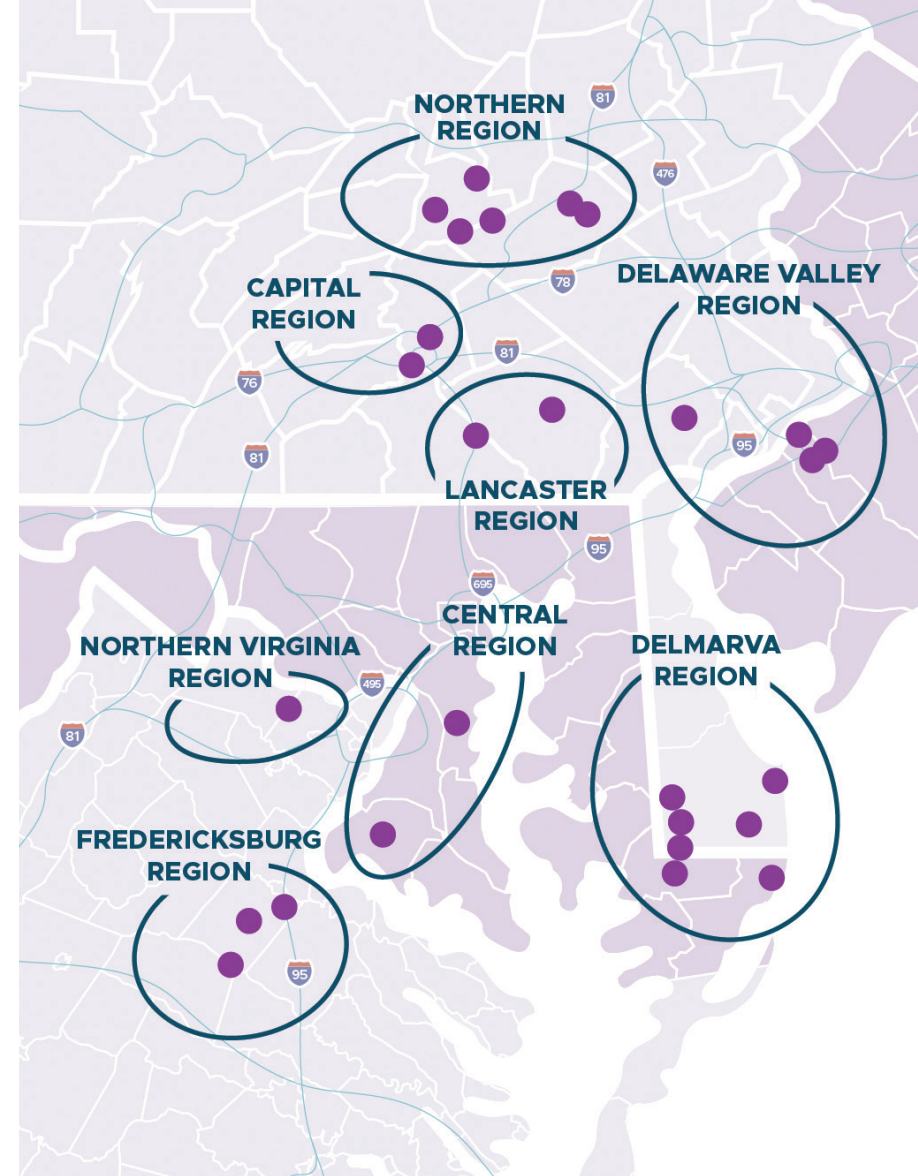 81
NORTHERN
REGION
476
78
DELAWARE VALLEY
REGION
CAPITAL
REGION
81
76
95
81
LANCASTER
REGION
95
695
CENTRAL
REGION
NORTHERN VIRGINIA
REGION
DELMARVA
REGION
495
81
FREDERICKSBURG
REGION
95